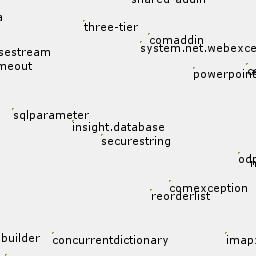 shared-addin
three-tier
comaddin
system.net.webexce
sestream
meout
powerpoint
sqlparameter
insight.database
securestring
odp
comexception
reorderlist
builder
concurrentdictionary
imap